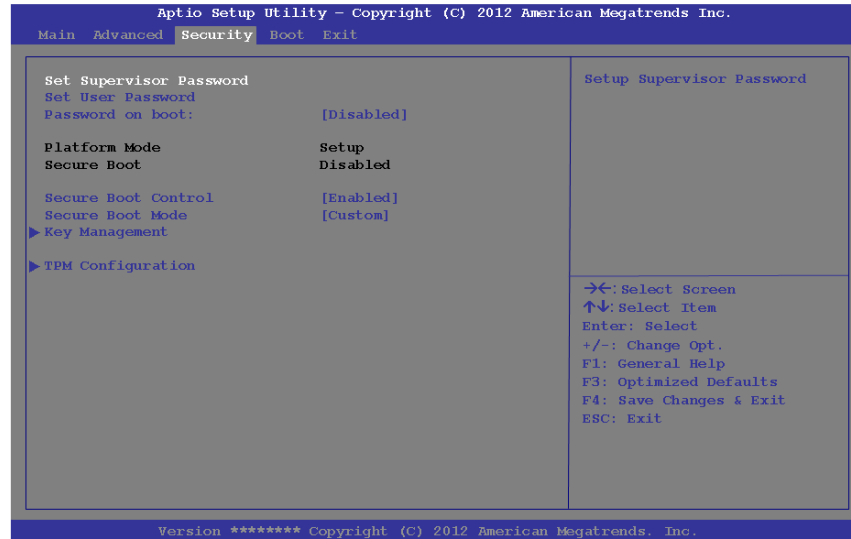 Aptio Setup Utility – Copyright (C) 2012 American Megatrends Inc.
Main Advanced Security Boot Exit
Set Supervisor Password
Set User Password
Password on boot: [Disabled]
Platform Mode Setup
Secure Boot Disabled
Secure Boot Control [Enabled]
Secure Boot Mode [Custom]
▶ Key Management
▶ TPM Configuration
Setup Supervisor Password
→←: Select Screen
↑↓: Select Item
Enter: Select
+/-: Change Opt.
F1: General Help
F3: Optimized Defaults
F4: Save Changes & Exit
ESC: Exit
Version ******** Copyright (C) 2012 American Megatrends. Inc.